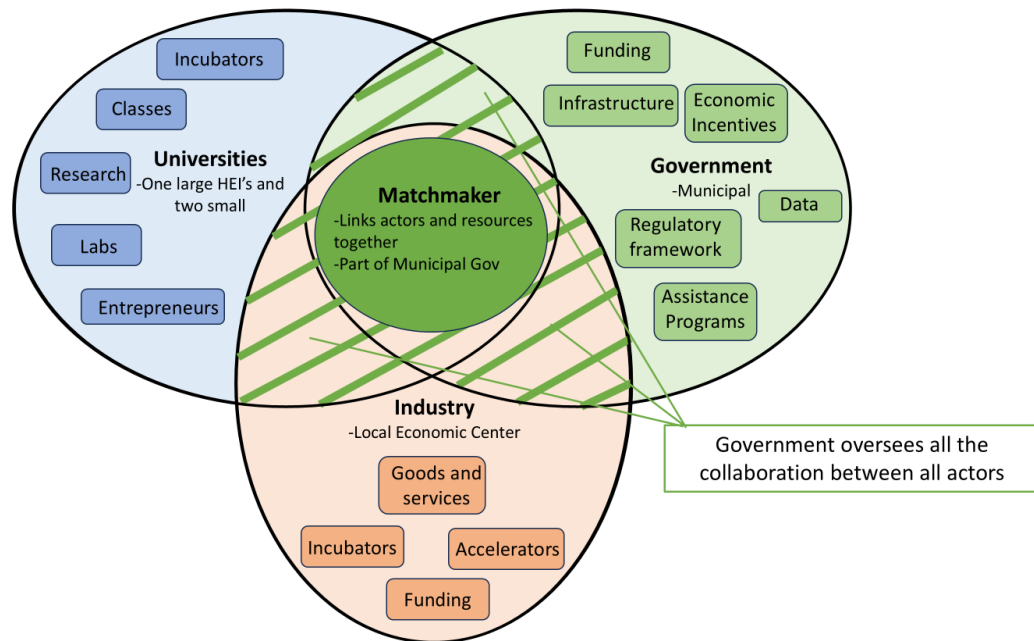 Incubators
Classes
Research
Labs
Entrepreneurs
Universities
-One large HEI's and
two small
Matchmaker
-Links actors and resources
together
-Part of Municipal Gov
Funding
Infrastructure
Economic
Incentives
Government
-Municipal
Data
Regulatory
framework
Assistance
Programs
Industry
-Local Economic Center
Goods and
services
Incubators
Accelerators
Funding
Government oversees all the
collaboration between all actors